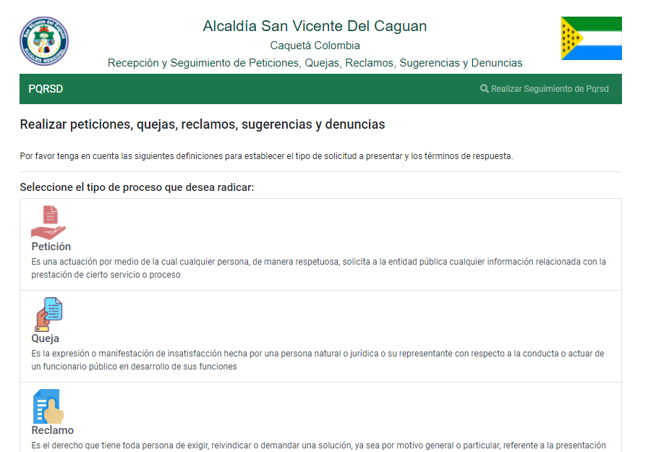 Alcaldía San Vicente Del Caguan
Caquetá Colombia
Recepción y Seguimiento de Peticiones, Quejas, Reclamos, Sugerencias y Denuncias
PQRSD
Realizar Seguimiento de Pqrsd
Realizar peticiones, quejas, reclamos, sugerencias y denuncias
Por favor tenga en cuenta las siguientes definiciones para establecer el tipo de solicitud a presentar y los términos de respuesta.
Seleccione el tipo de proceso que desea radicar:
Petición
Es una actuación por medio de la cual cualquier persona, de manera respetuosa, solicita a la entidad pública cualquier información relacionada con la
prestación de cierto servicio o proceso
Queja
Es la expresión o manifestación de insatisfacción hecha por una persona natural o jurídica o su representante con respecto a la conducta o actuar de
un funcionario público en desarrollo de sus funciones
Reclamo
Es el derecho que tiene toda persona de exigir, reivindicar o demandar una solución, ya sea por motivo general o particular, referente a la presentación